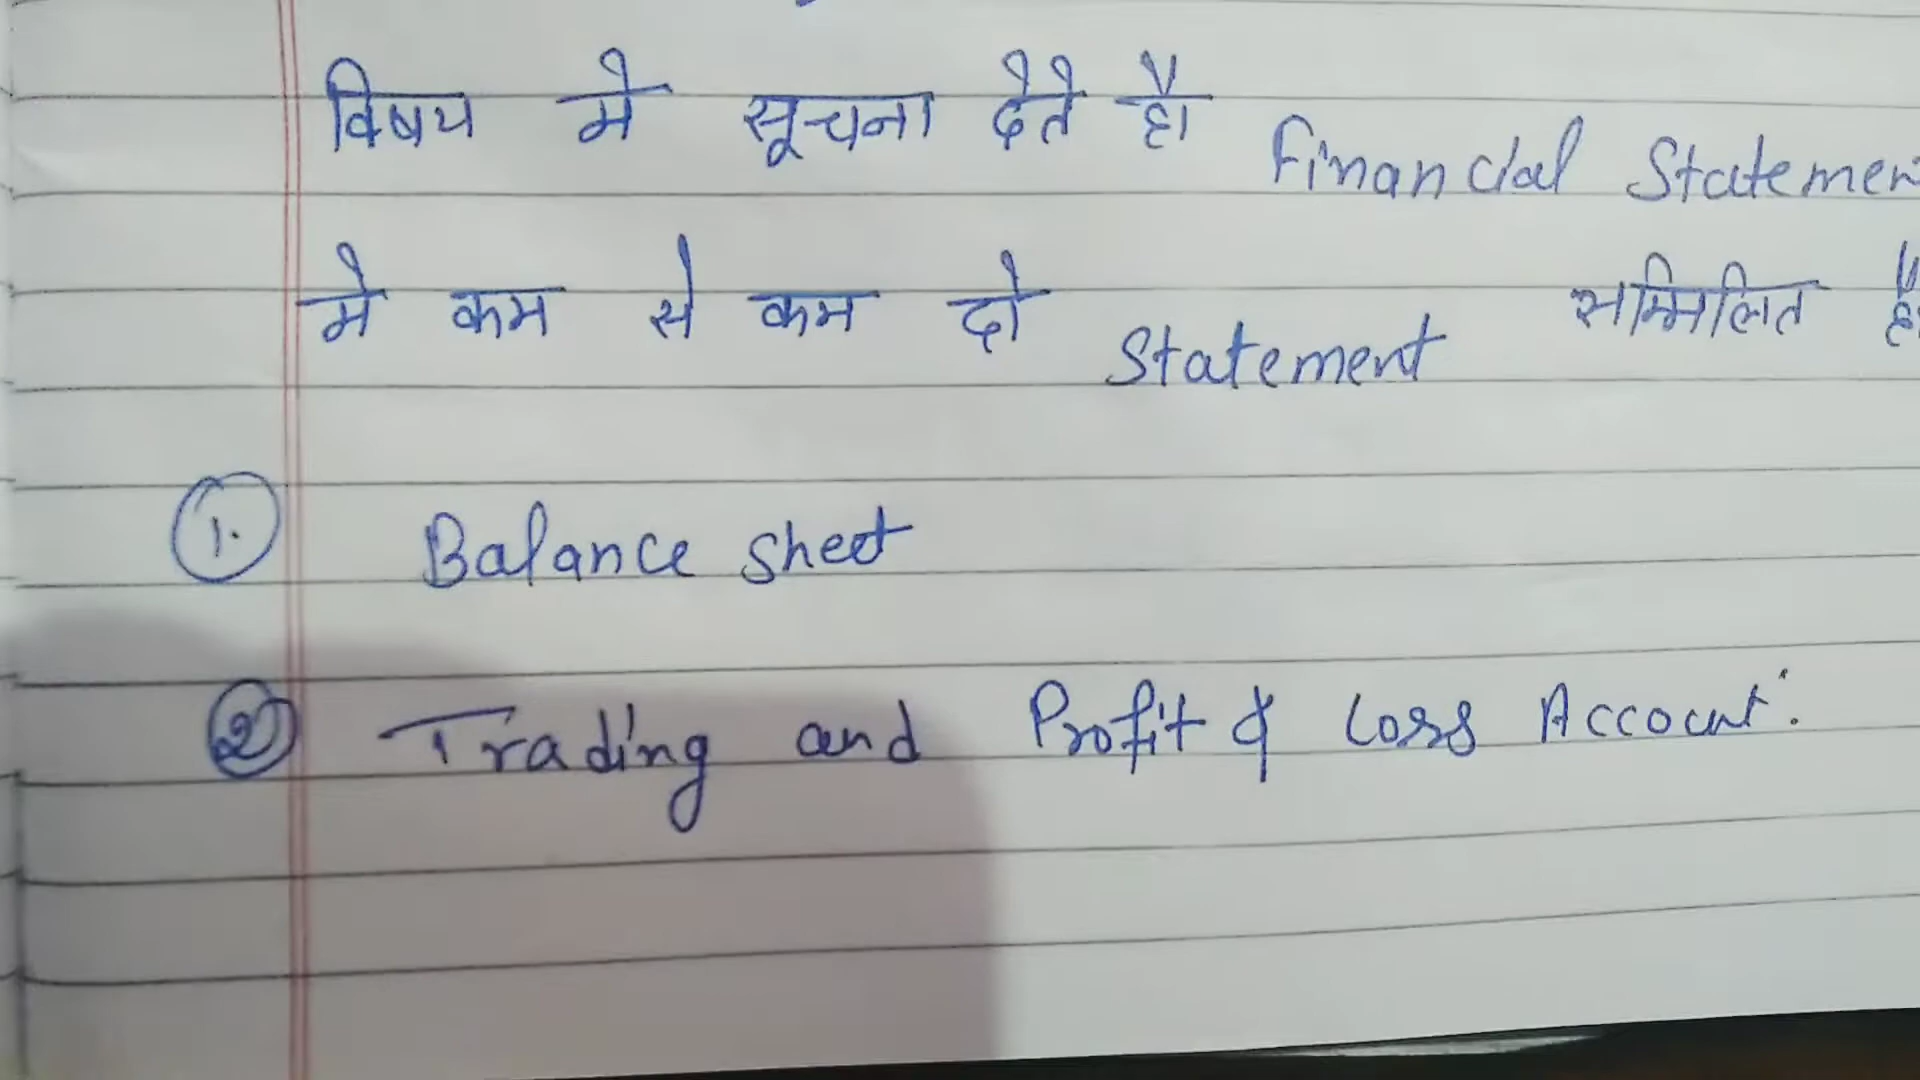 विषय मे सूचना देते है। Financial Statemen
मे कम से कम दो Statement सम्मिलित है
1. Balance sheet
2 Trading and Profit & Loss Account.